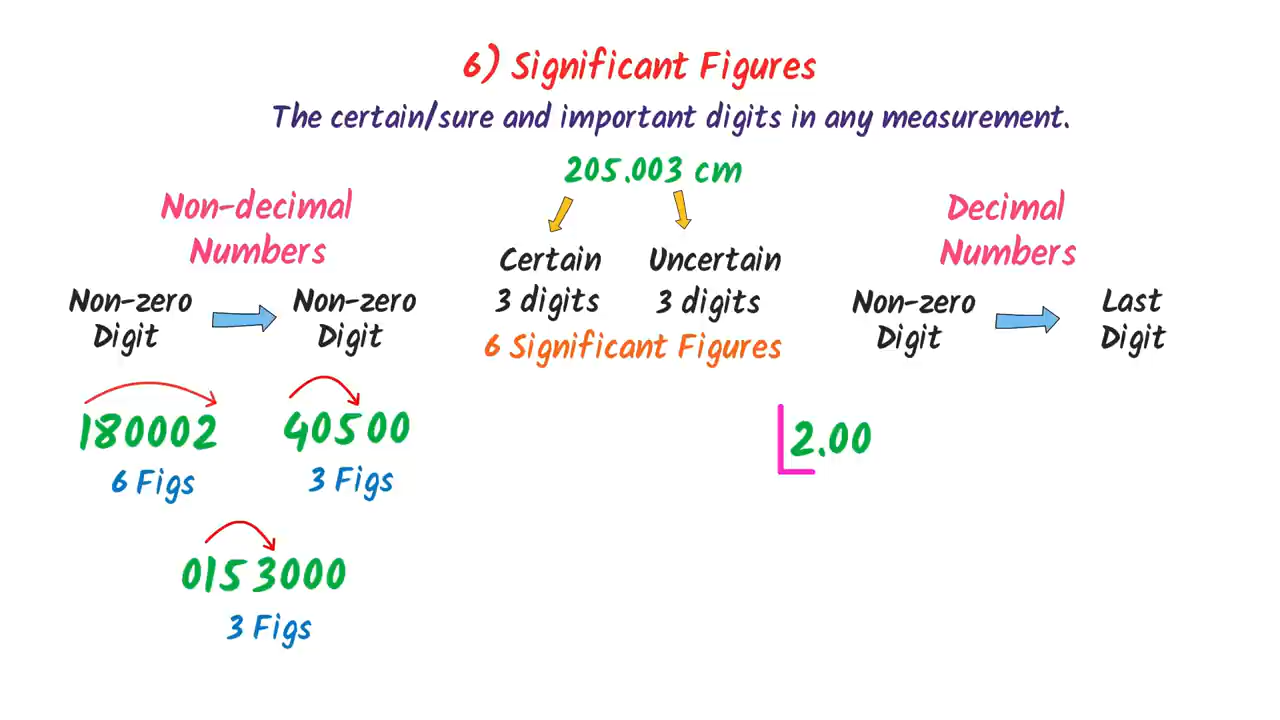 6) Significant Figures
The certain/sure and important digits in any measurement.
205.003 cm
Non-decimal
Numbers
Non-zero
Digit
Non-zero
Digit
180002
6 Figs
40500
3 Figs
0153000
3 Figs
Certain
3 digits
Uncertain
3 digits
6 Significant Figures
Decimal
Numbers
Non-zero
Digit
Last
Digit
2.00